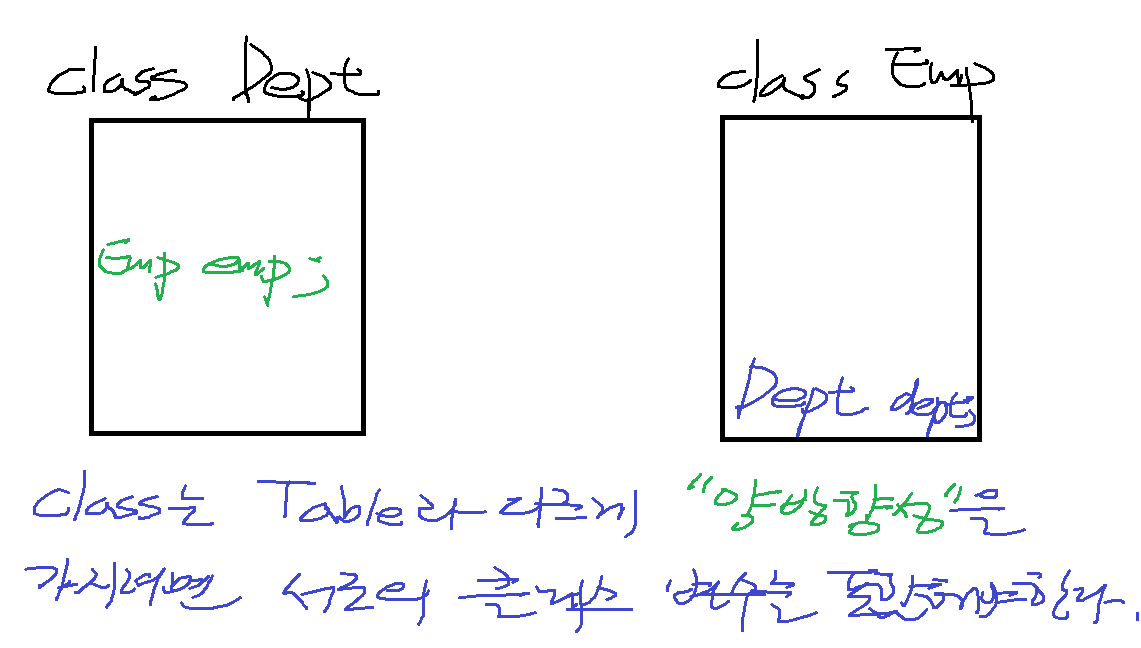 class Dept
class Emp
Emp emp;
Dept dept;
class는 Table과 다르게 "양방향성"은
가지려면 서로의 클래스 변수는 포함해야한다.